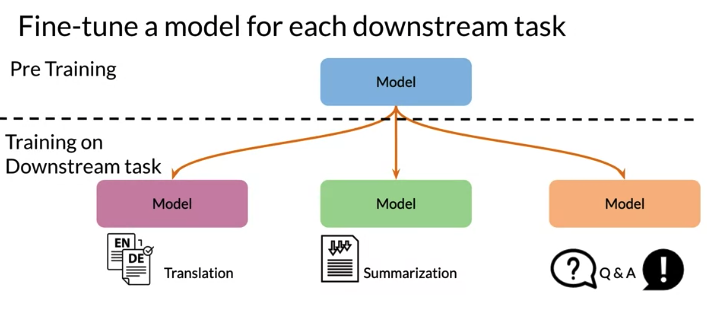 Fine-tune a model for each downstream task
Pre Training
Model
Training on
Downstream task
Model
Model
Model
EN
DE
Translation
Summarization
?
Q & A
!